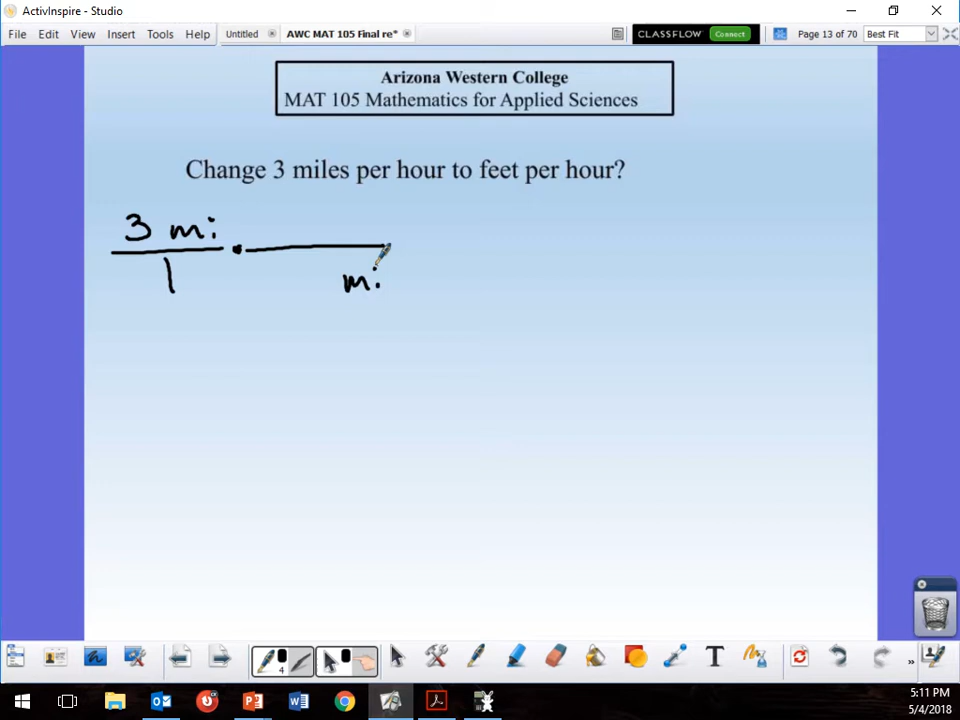 ActivInspire - Studio
File Edit View Insert Tools Help Untitled AWC MAT 105 Final re* CLASSFLOW Connect Page 13 of 70 Best Fit
Arizona Western College
MAT 105 Mathematics for Applied Sciences
Change 3 miles per hour to feet per hour?
3 mi
1 mi
4
T
5:11 PM
5/4/2018